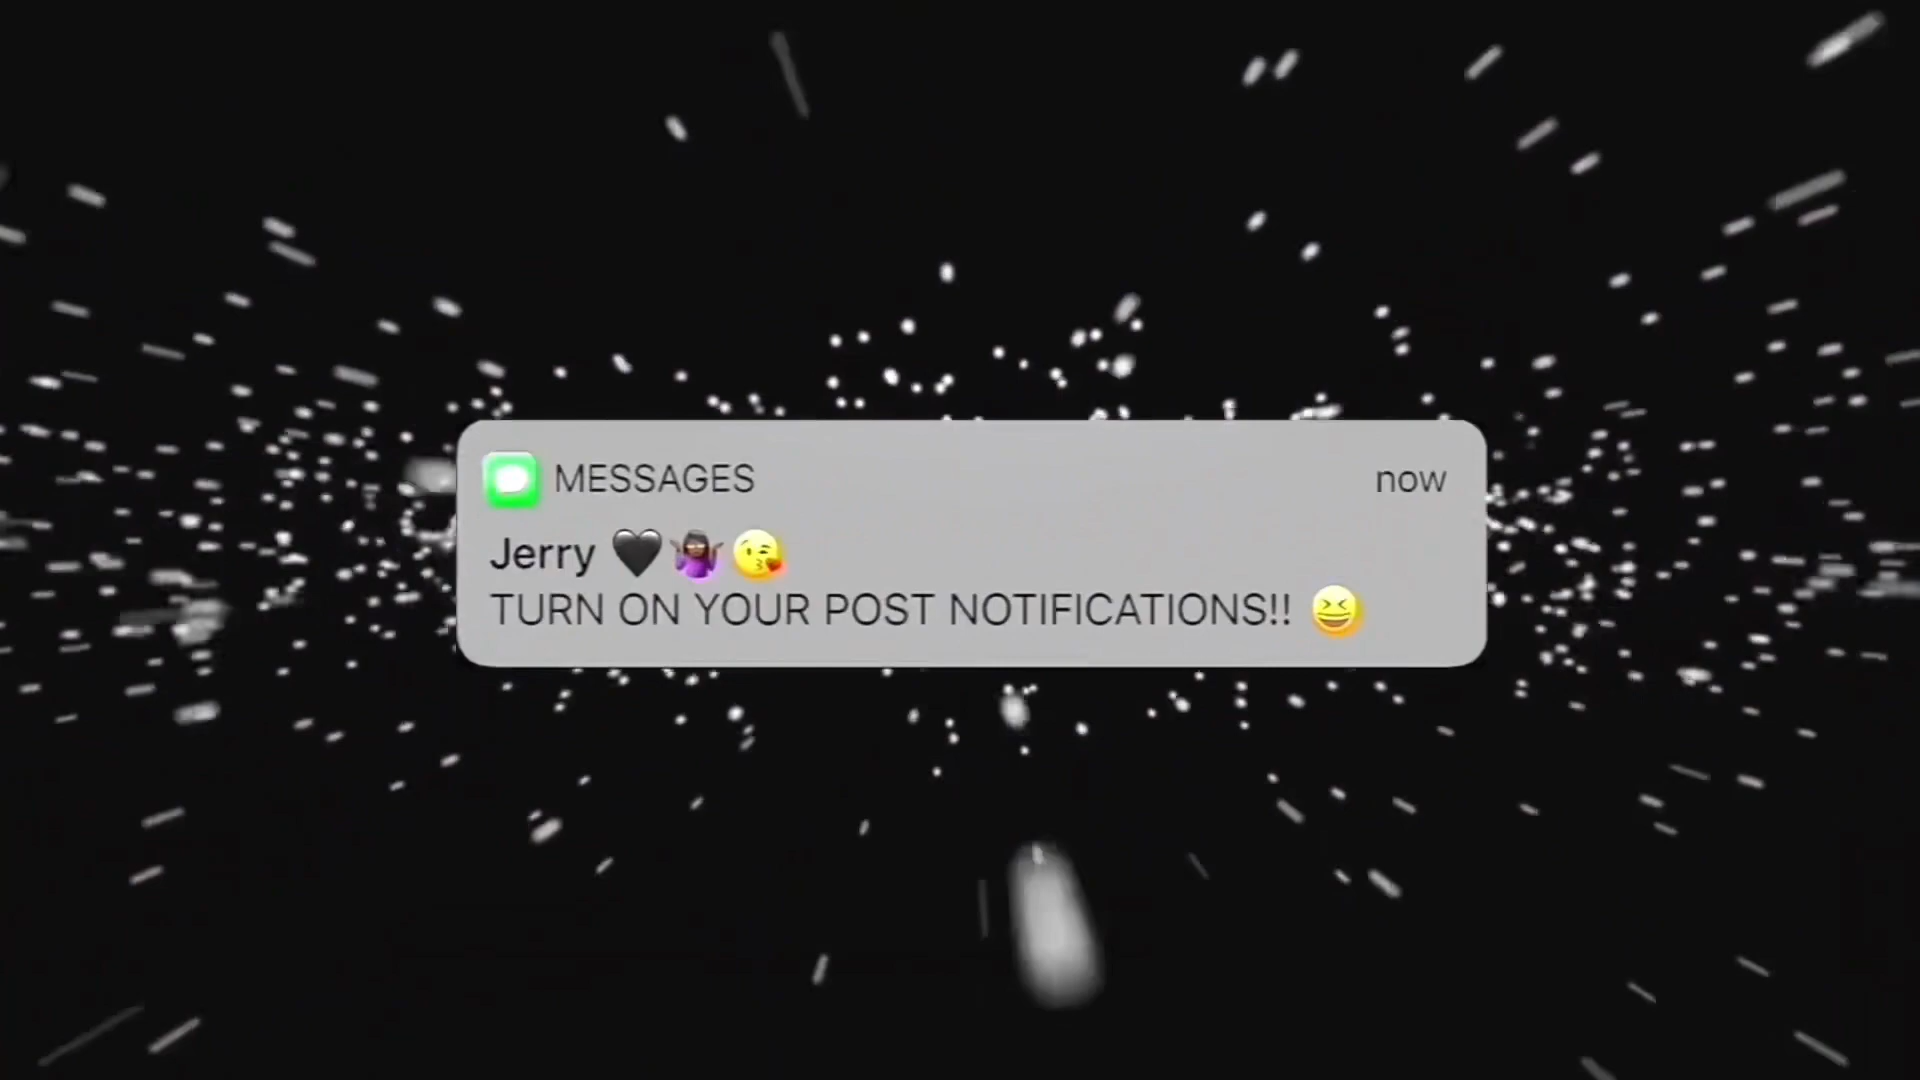 MESSAGES now
Jerry 🖤🤷🏾‍♀️😘
TURN ON YOUR POST NOTIFICATIONS!! 😆